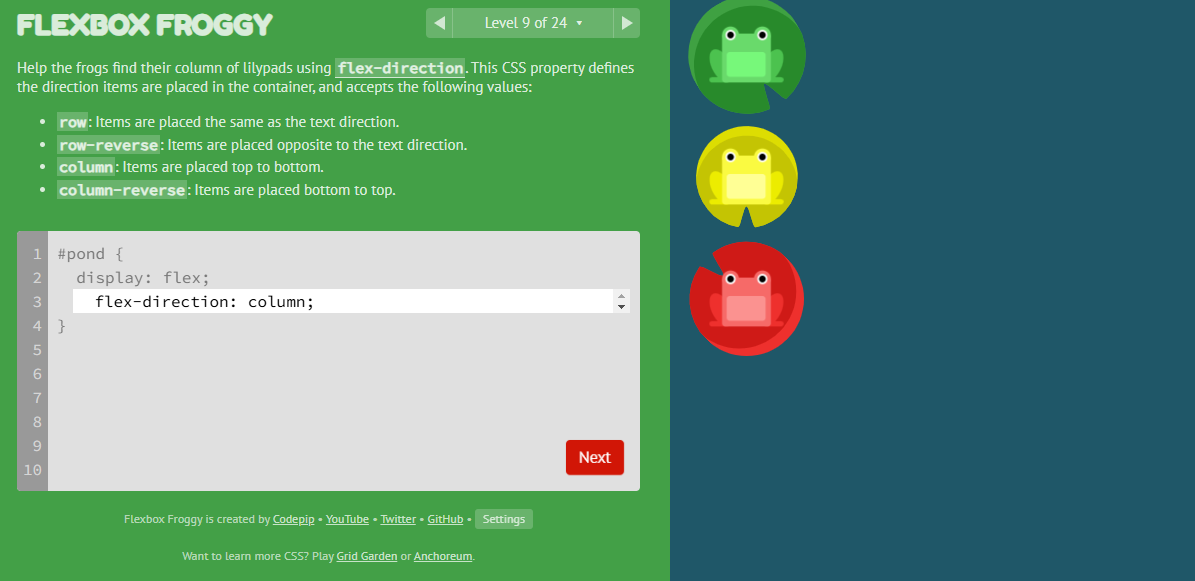 FLEXBOX FROGGY
Level 9 of 24
Help the frogs find their column of lilypads using flex-direction. This CSS property defines
the direction items are placed in the container, and accepts the following values:
• row: Items are placed the same as the text direction.
• row-reverse: Items are placed opposite to the text direction.
• column: Items are placed top to bottom.
• column-reverse: Items are placed bottom to top.
1 #pond {
2 display: flex;
3 flex-direction: column;
4 }
5
6
7
8
9
10
Next
Flexbox Froggy is created by Codepip • YouTube • Twitter • GitHub • Settings
Want to learn more CSS? Play Grid Garden or Anchoreum.